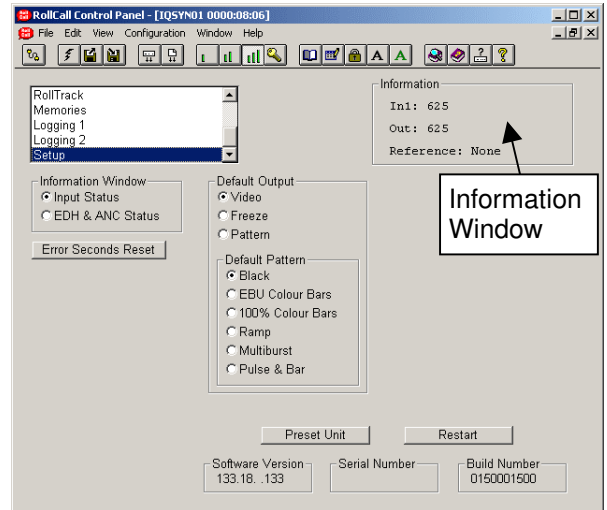 RollCall Control Panel - [IQSYN01 0000:08:06]
File Edit View Configuration Window Help
A A
RollTrack
Memories
Logging 1
Logging 2
Setup
Information
In1: 625
Out: 625
Reference: None
Information Window
Information Window
Input Status
EDH & ANC Status
Error Seconds Reset
Default Output
Video
Freeze
Pattern
Default Pattern
Black
EBU Colour Bars
100% Colour Bars
Ramp
Multiburst
Pulse & Bar
Preset Unit
Restart
Software Version
133.18. .133
Serial Number
Build Number
0150001500